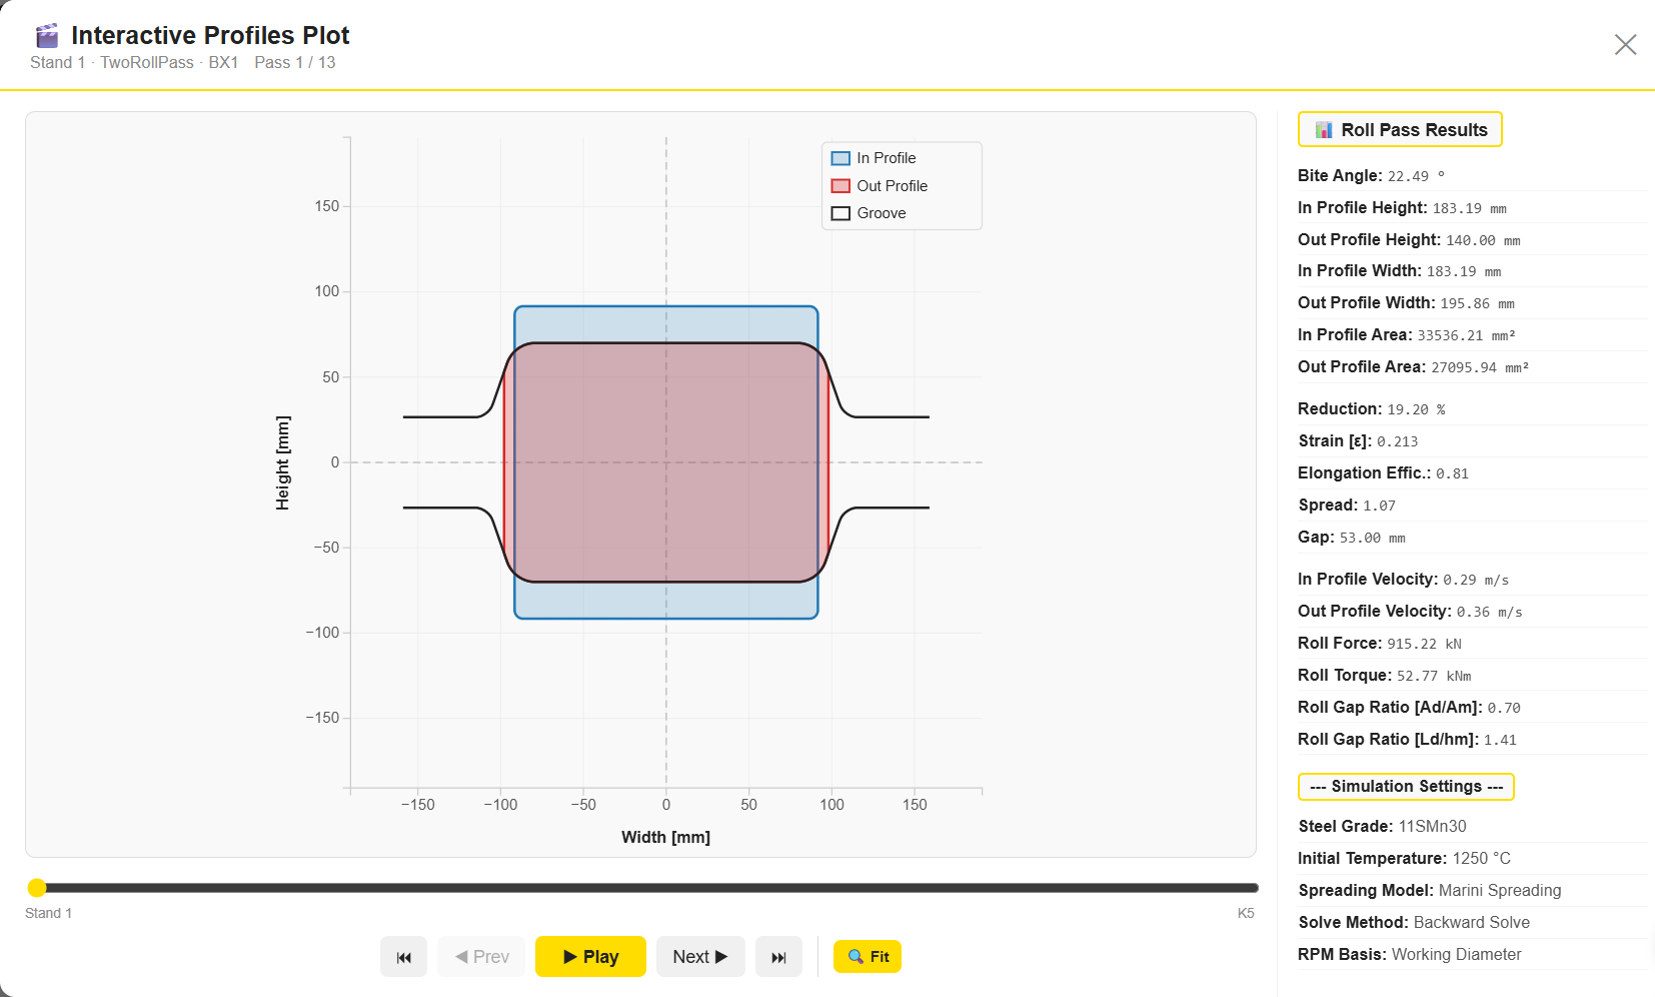 Interactive Profiles Plot
Stand 1 · TwoRollPass · BX1 Pass 1 / 13
In Profile
Out Profile
Groove
150
100
50
0
−50
−100
−150
Height [mm]
−150 −100 −50 0 50 100 150
Width [mm]
Stand 1
K5
⏮ ◀ Prev ▶ Play Next ▶ ⏭ Fit
Roll Pass Results
Bite Angle: 22.49 °
In Profile Height: 183.19 mm
Out Profile Height: 140.00 mm
In Profile Width: 183.19 mm
Out Profile Width: 195.86 mm
In Profile Area: 33536.21 mm²
Out Profile Area: 27095.94 mm²
Reduction: 19.20 %
Strain [ε]: 0.213
Elongation Effic.: 0.81
Spread: 1.07
Gap: 53.00 mm
In Profile Velocity: 0.29 m/s
Out Profile Velocity: 0.36 m/s
Roll Force: 915.22 kN
Roll Torque: 52.77 kNm
Roll Gap Ratio [Ad/Am]: 0.70
Roll Gap Ratio [Ld/hm]: 1.41
--- Simulation Settings ---
Steel Grade: 11SMn30
Initial Temperature: 1250 °C
Spreading Model: Marini Spreading
Solve Method: Backward Solve
RPM Basis: Working Diameter